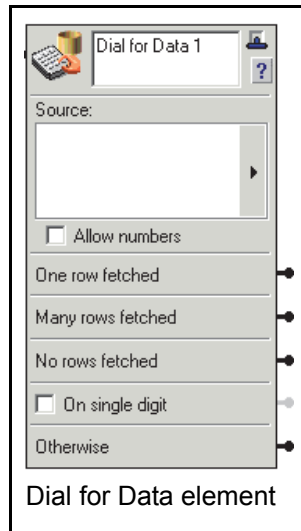 Dial for Data 1
?
Source:
Allow numbers
One row fetched
Many rows fetched
No rows fetched
On single digit
Otherwise
Dial for Data element